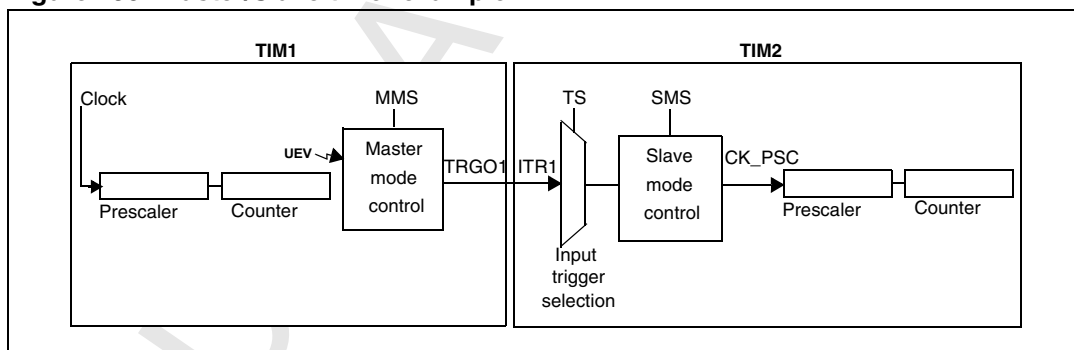 TIM1
TIM2
Clock
MMS
TS
SMS
UEV
Master
mode
control
TRGO1
ITR1
Slave
mode
control
CK_PSC
Prescaler
Counter
Prescaler
Counter
Input
trigger
selection